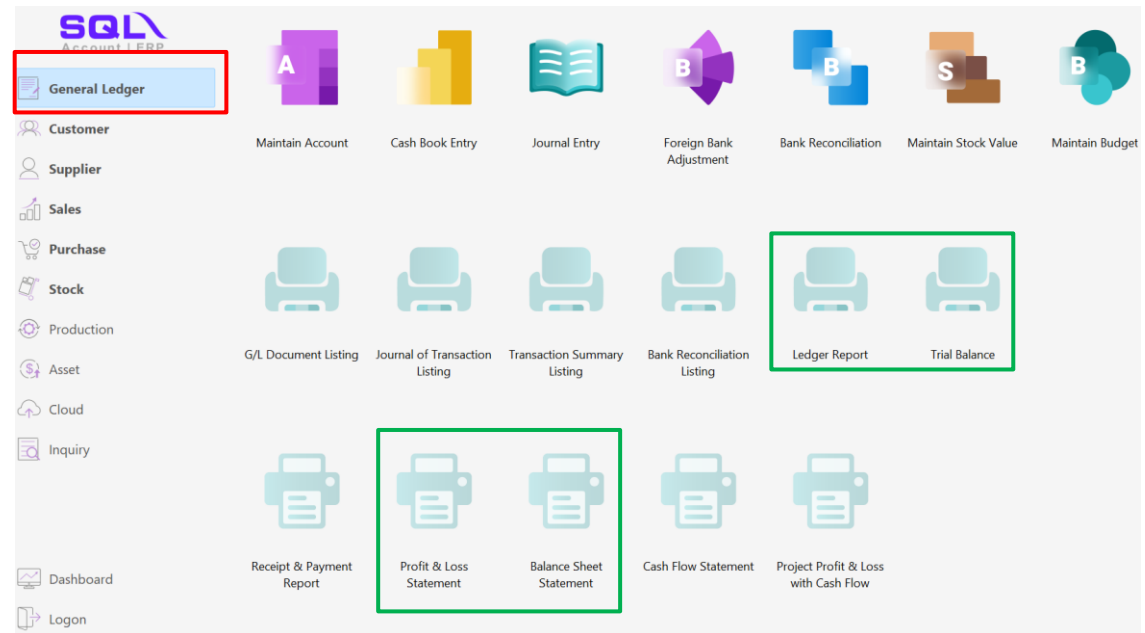 SQL
Account | ERP
General Ledger
Customer
Supplier
Sales
Purchase
Stock
Production
Asset
Cloud
Inquiry
Dashboard
Logon
A
B
B
S
B
Maintain Account
Cash Book Entry
Journal Entry
Foreign Bank
Adjustment
Bank Reconciliation
Maintain Stock Value
Maintain Budget
G/L Document Listing
Journal of Transaction
Listing
Transaction Summary
Listing
Bank Reconciliation
Listing
Ledger Report
Trial Balance
Receipt & Payment
Report
Profit & Loss
Statement
Balance Sheet
Statement
Cash Flow Statement
Project Profit & Loss
with Cash Flow